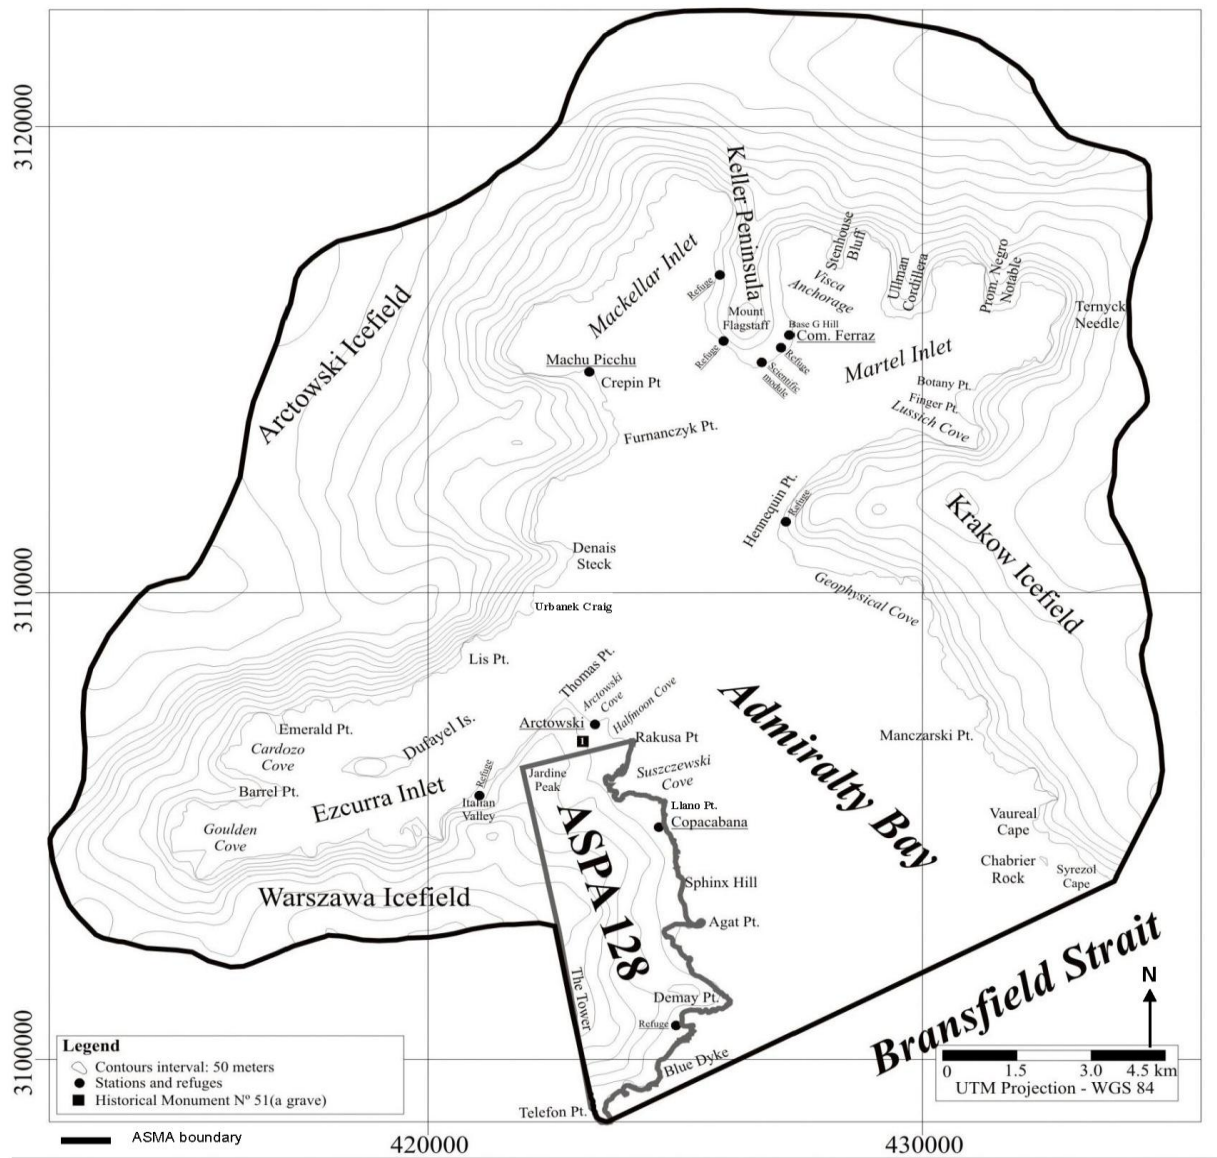 3120000
Keller Peninsula
Mackellar Inlet
Stenhouse
Bluff
Ullman
Cordillera
Prom. Negro
Notable
Visca
Anchorage
Refuge
Mount
Flagstaff
Ternyck
Needle
Base G Hill
Com. Ferraz
Refuge
Refuge
Scientific
module
Martel Inlet
Arctowski Icefield
Machu Picchu
Crepin Pt
Botany Pt.
Finger Pt.
Lussich Cove
Furnanczyk Pt.
Hennequin Pt.
Refuge
Krakow Icefield
Denais
Steck
Geophysical Cove
3110000
Urbanek Craig
Lis Pt.
Thomas Pt.
Arctowski
Cove
Halfmoon Cove
Admiralty Bay
Emerald Pt.
Dufayel Is.
Arctowski
1
Rakusa Pt
Manczarski Pt.
Cardozo
Cove
Suszczewski
Cove
Jardine
Peak
Barrel Pt.
Ezcurra Inlet
Refuge
Italian
Valley
Llano Pt.
Copacabana
Vaureal
Cape
Goulden
Cove
ASPA 128
Chabrier
Rock
Syrezol
Cape
Sphinx Hill
Warszawa Icefield
Agat Pt.
Bransfield Strait
The Tower
Demay Pt.
Refuge
Blue Dyke
Telefon Pt.
N
0 1.5 3.0 4.5 km
UTM Projection - WGS 84
3100000
Legend
Contours interval: 50 meters
Stations and refuges
Historical Monument Nº 51(a grave)
ASMA boundary
420000
430000